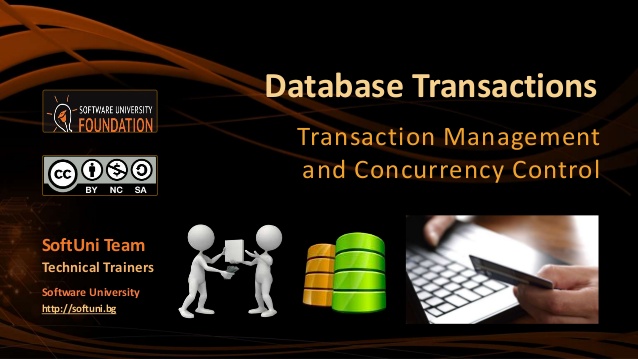 Database Transactions
Transaction Management
and Concurrency Control
SOFTWARE UNIVERSITY
FOUNDATION
cc
BY NC SA
SoftUni Team
Technical Trainers
Software University
http://softuni.bg